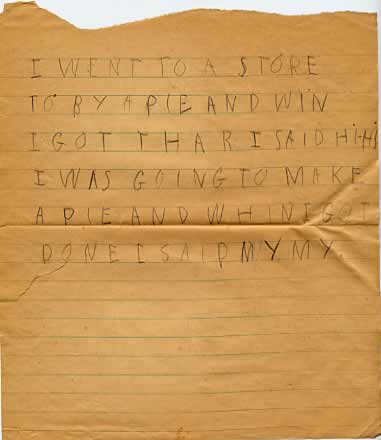 I WENT TO A STORE
TO BY A PIE AND WIN
I GOT THAR I SAID HI-HI
I WAS GOING TO MAKE
A PIE AND WHIN I GOT
DONE I SAID MY MY